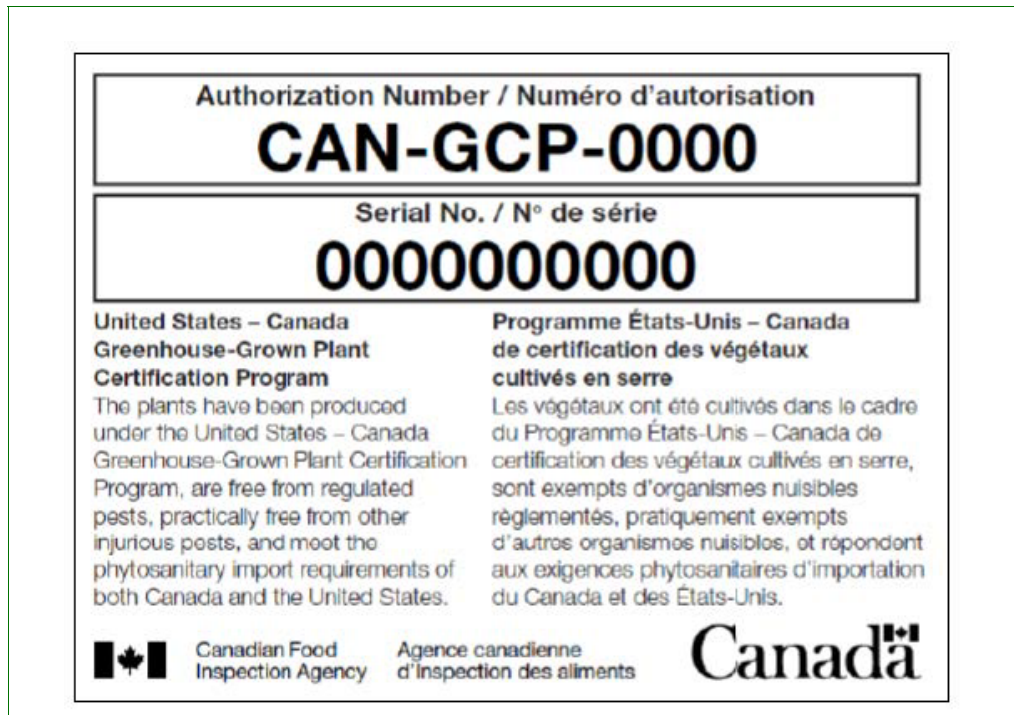 Authorization Number / Numéro d'autorisation
CAN-GCP-0000
Serial No. / N° de série
0000000000
United States – Canada
Greenhouse-Grown Plant
Certification Program
The plants have been produced
under the United States – Canada
Greenhouse-Grown Plant Certification
Program, are free from regulated
pests, practically free from other
injurious pests, and meet the
phytosanitary import requirements of
both Canada and the United States.
Programme États-Unis – Canada
de certification des végétaux
cultivés en serre
Les végétaux ont été cultivés dans le cadre
du Programme États-Unis – Canada de
certification des végétaux cultivés en serre,
sont exempts d'organismes nuisibles
règlementés, pratiquement exempts
d'autres organismes nuisibles, et répondent
aux exigences phytosanitaires d'importation
du Canada et des États-Unis.
Canadian Food
Inspection Agency
Agence canadienne
d'Inspection des aliments
Canada